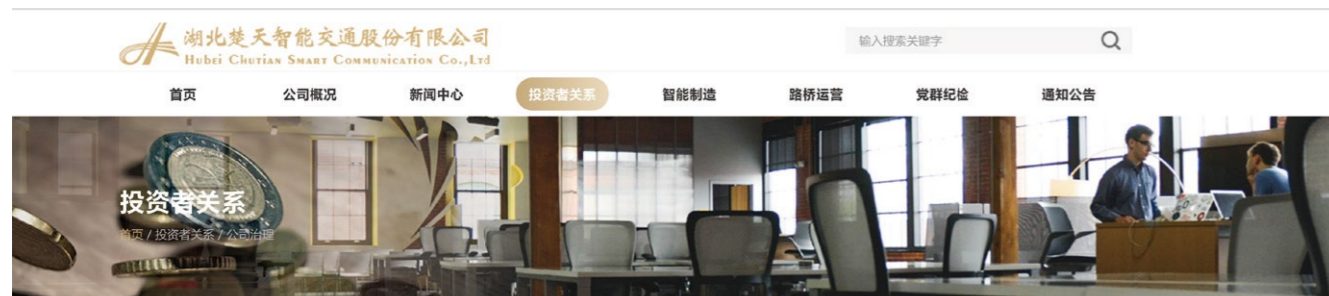 湖北楚天智能交通股份有限公司
Hubei Chutian Smart Communication Co.,Ltd
输入搜索关键字
首页 公司概况 新闻中心 投资者关系 智能制造 路桥运营 党群纪检 通知公告
投资者关系
首页 / 投资者关系 / 公司治理